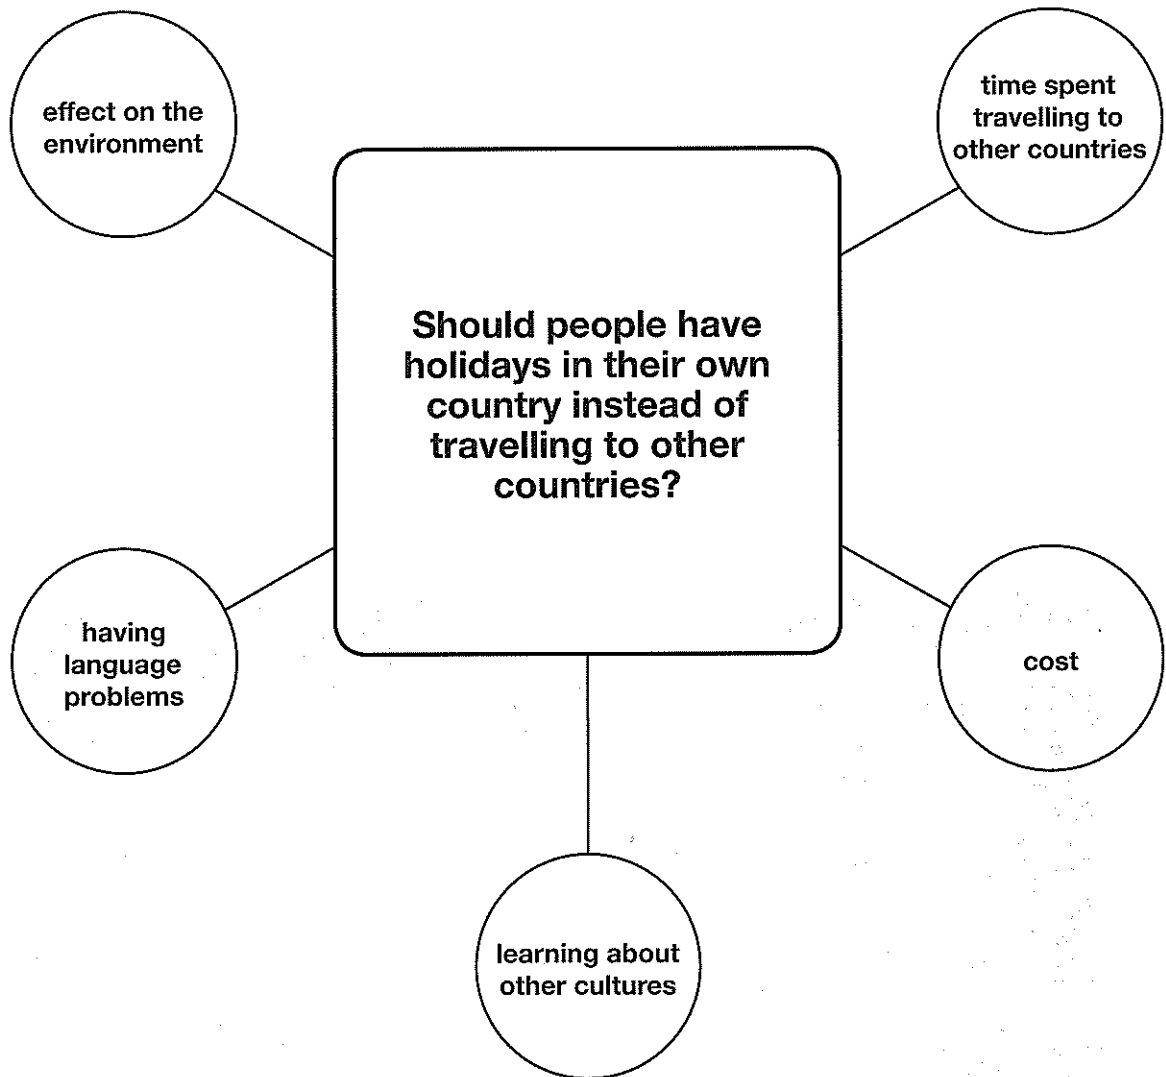 effect on the
environment
time spent
travelling to
other countries
Should people have
holidays in their own
country instead of
travelling to other
countries?
having
language
problems
cost
learning about
other cultures